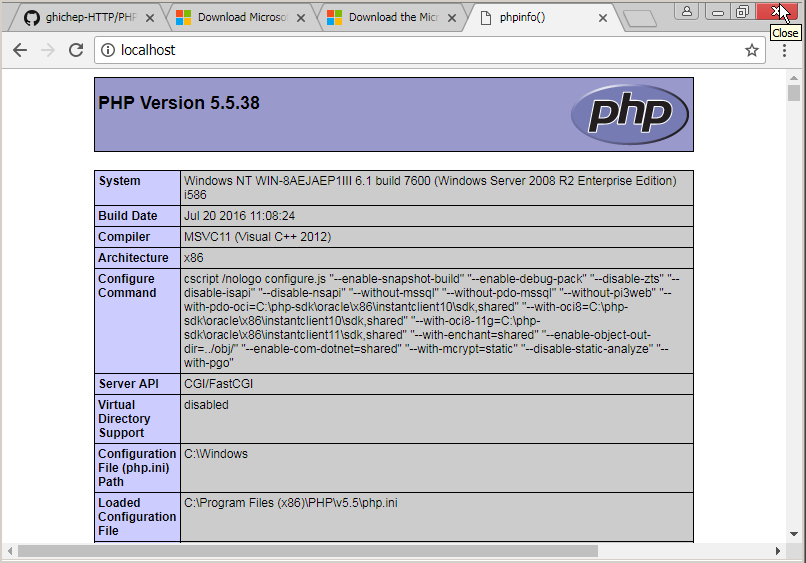 ghichep-HTTP/PHP
Download Microso
Download the Micr
phpinfo()
localhost
Close
PHP Version 5.5.38
php
System
Windows NT WIN-8AEJAEP1III 6.1 build 7600 (Windows Server 2008 R2 Enterprise Edition)
i586
Build Date
Jul 20 2016 11:08:24
Compiler
MSVC11 (Visual C++ 2012)
Architecture
x86
Configure
Command
cscript /nologo configure.js "--enable-snapshot-build" "--enable-debug-pack" "--disable-zts" "--
disable-isapi" "--disable-nsapi" "--without-mssql" "--without-pdo-mssql" "--without-pi3web" "--
with-pdo-oci=C:\php-sdk\oracle\x86\instantclient10\sdk,shared" "--with-oci8=C:\php-
sdk\oracle\x86\instantclient10\sdk,shared" "--with-oci8-11g=C:\php-
sdk\oracle\x86\instantclient11\sdk,shared" "--with-enchant=shared" "--enable-object-out-
dir=../obj/" "--enable-com-dotnet=shared" "--with-mcrypt=static" "--disable-static-analyze" "--
with-pgo"
Server API
CGI/FastCGI
Virtual
Directory
Support
disabled
Configuration
File (php.ini)
Path
C:\Windows
Loaded
Configuration
File
C:\Program Files (x86)\PHP\v5.5\php.ini